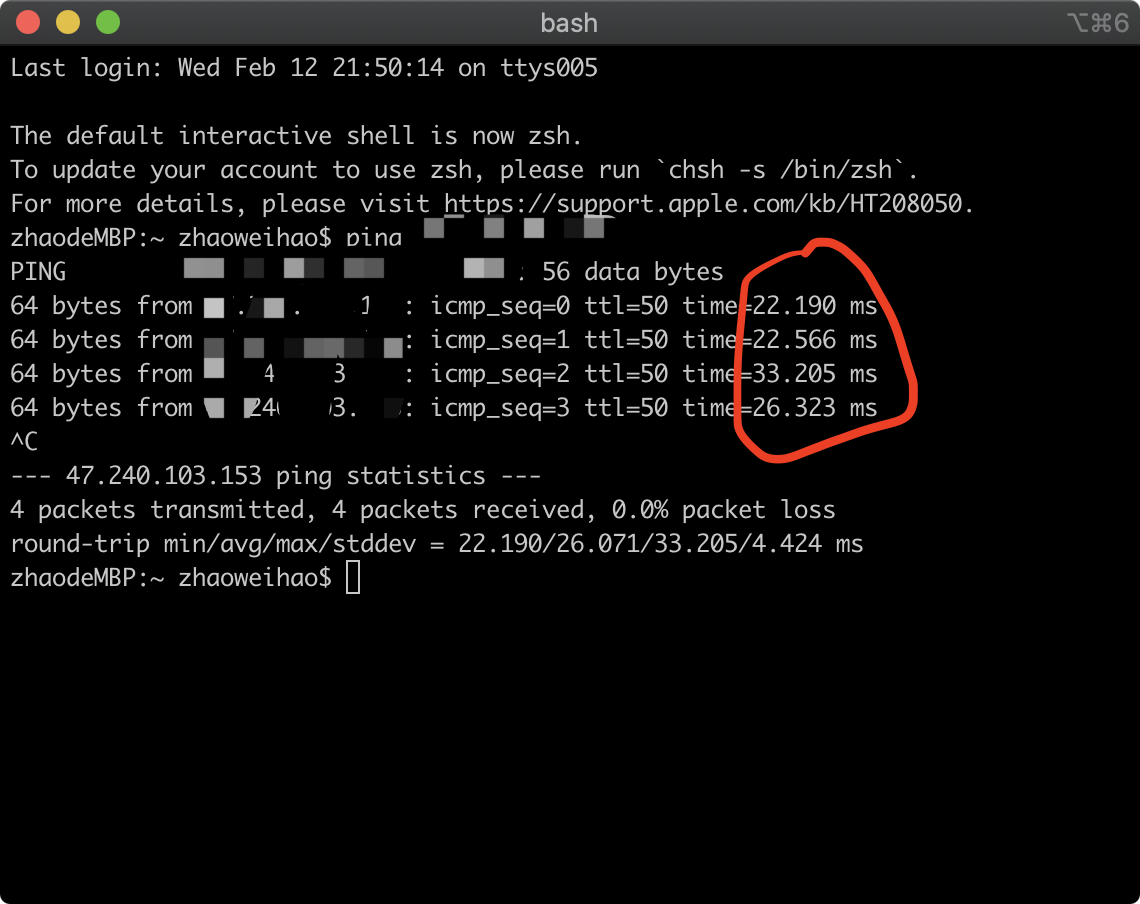 bash
⌥⌘6
Last login: Wed Feb 12 21:50:14 on ttys005
The default interactive shell is now zsh.
To update your account to use zsh, please run `chsh -s /bin/zsh`.
For more details, please visit https://support.apple.com/kb/HT208050.
zhaodeMBP:~ zhaoweihao$ ping
PING 56 data bytes
64 bytes from : icmp_seq=0 ttl=50 time=22.190 ms
64 bytes from : icmp_seq=1 ttl=50 time=22.566 ms
64 bytes from : icmp_seq=2 ttl=50 time=33.205 ms
64 bytes from : icmp_seq=3 ttl=50 time=26.323 ms
^C
--- 47.240.103.153 ping statistics ---
4 packets transmitted, 4 packets received, 0.0% packet loss
round-trip min/avg/max/stddev = 22.190/26.071/33.205/4.424 ms
zhaodeMBP:~ zhaoweihao$